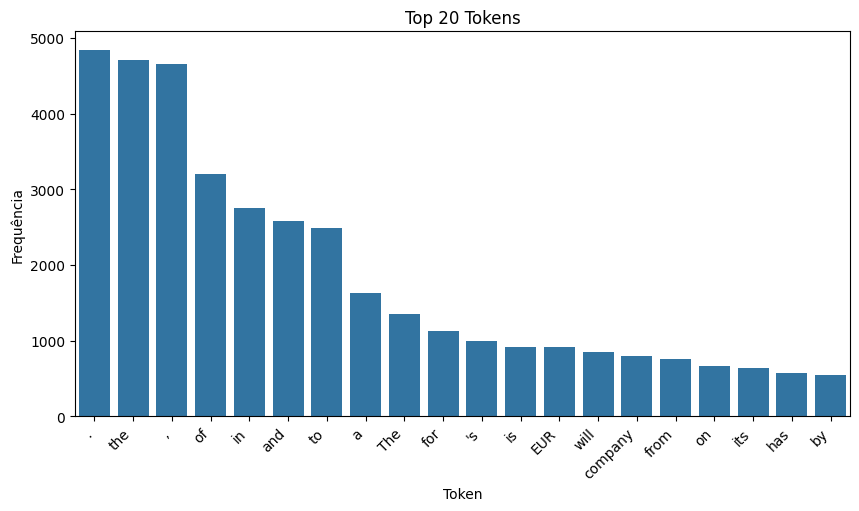 Top 20 Tokens
Frequência
5000
4000
3000
2000
1000
0
. the , of in and to a The for 's is EUR will company from on its has by
Token